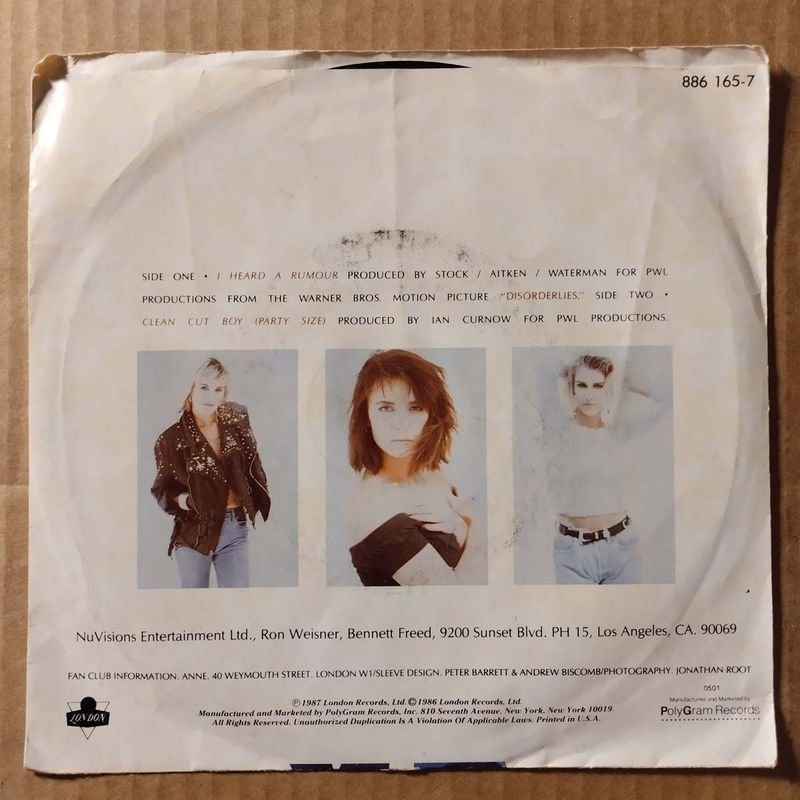 886 165-7
SIDE ONE • I HEARD A RUMOUR PRODUCED BY STOCK / AITKEN / WATERMAN FOR PWL
PRODUCTIONS FROM THE WARNER BROS. MOTION PICTURE "DISORDERLIES." SIDE TWO •
CLEAN CUT BOY (PARTY SIZE) PRODUCED BY IAN CURNOW FOR PWL PRODUCTIONS.
NuVisions Entertainment Ltd., Ron Weisner, Bennett Freed, 9200 Sunset Blvd. PH 15, Los Angeles, CA. 90069
FAN CLUB INFORMATION. ANNE. 40 WEYMOUTH STREET. LONDON W1/SLEEVE DESIGN. PETER BARRETT & ANDREW BISCOMB/PHOTOGRAPHY. JONATHAN ROOT
0501
Manufactured and Marketed by
PolyGram Records
LONDON
℗ 1987 London Records, Ltd. © 1986 London Records, Ltd.
Manufactured and Marketed by PolyGram Records, Inc. 810 Seventh Avenue, New York, New York 10019.
All Rights Reserved. Unauthorized Duplication Is A Violation Of Applicable Laws. Printed in U.S.A.